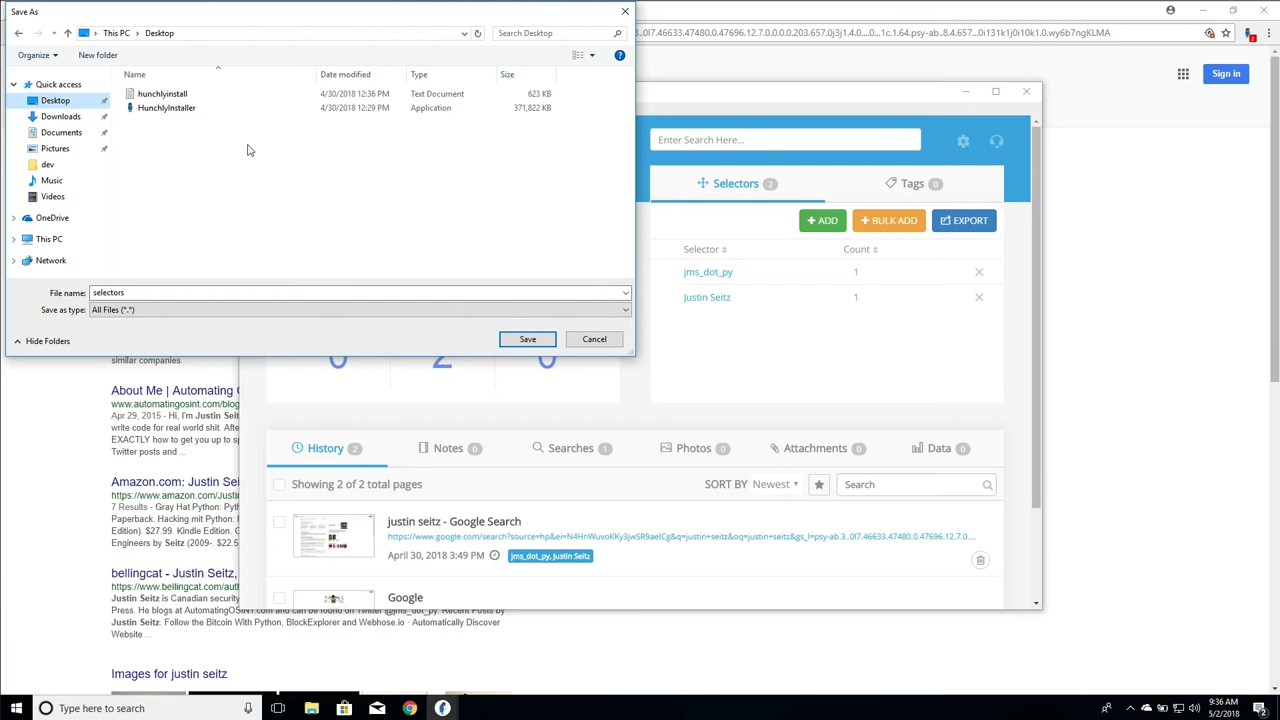 Save As
This PC > Desktop
Search Desktop
Organize
New folder
Name
Date modified
Type
Size
hunchlyinstall
4/30/2018 12:36 PM
Text Document
623 KB
HunchlyInstaller
4/30/2018 12:29 PM
Application
371,822 KB
Quick access
Desktop
Downloads
Documents
Pictures
dev
Music
Videos
OneDrive
This PC
Network
File name:
selectors
Save as type:
All Files (*.*)
Hide Folders
Save
Cancel
Sign in
Enter Search Here...
Selectors 2
Tags 0
+ ADD
+ BULK ADD
EXPORT
Selector
Count
jms_dot_py
1
Justin Seitz
1
0
2
0
History 2
Notes 0
Searches 1
Photos 0
Attachments 0
Data 0
Showing 2 of 2 total pages
SORT BY Newest
Search
justin seitz - Google Search
April 30, 2018 3:49 PM
jms_dot_py, Justin Seitz
Google
similar companies.
About Me | Automating
www.automatingosint.com/blog
Apr 29, 2015 - Hi, I'm Justin Seit
write code for real world shit. After
EXACTLY how to get you up to sp
Twitter posts and ...
Amazon.com: Justin Sei
https://www.amazon.com/Justin
7 Results - Gray Hat Python: Pyth
Paperback. Hacking mit Python: H
Edition). $27.99. Kindle Edition. C
Engineers by Seitz (2009- $22.5
bellingcat - Justin Seitz,
https://www.bellingcat.com/auth
Justin Seitz is Canadian security
Press. He blogs at AutomatingOSINT.com and can be found on Twitter @jms_dot_py. Recent Posts by
Justin Seitz. Follow the Bitcoin With Python, BlockExplorer and Webhose.io · Automatically Discover
Website ...
Images for justin seitz
Type here to search
9:36 AM
5/2/2018
2